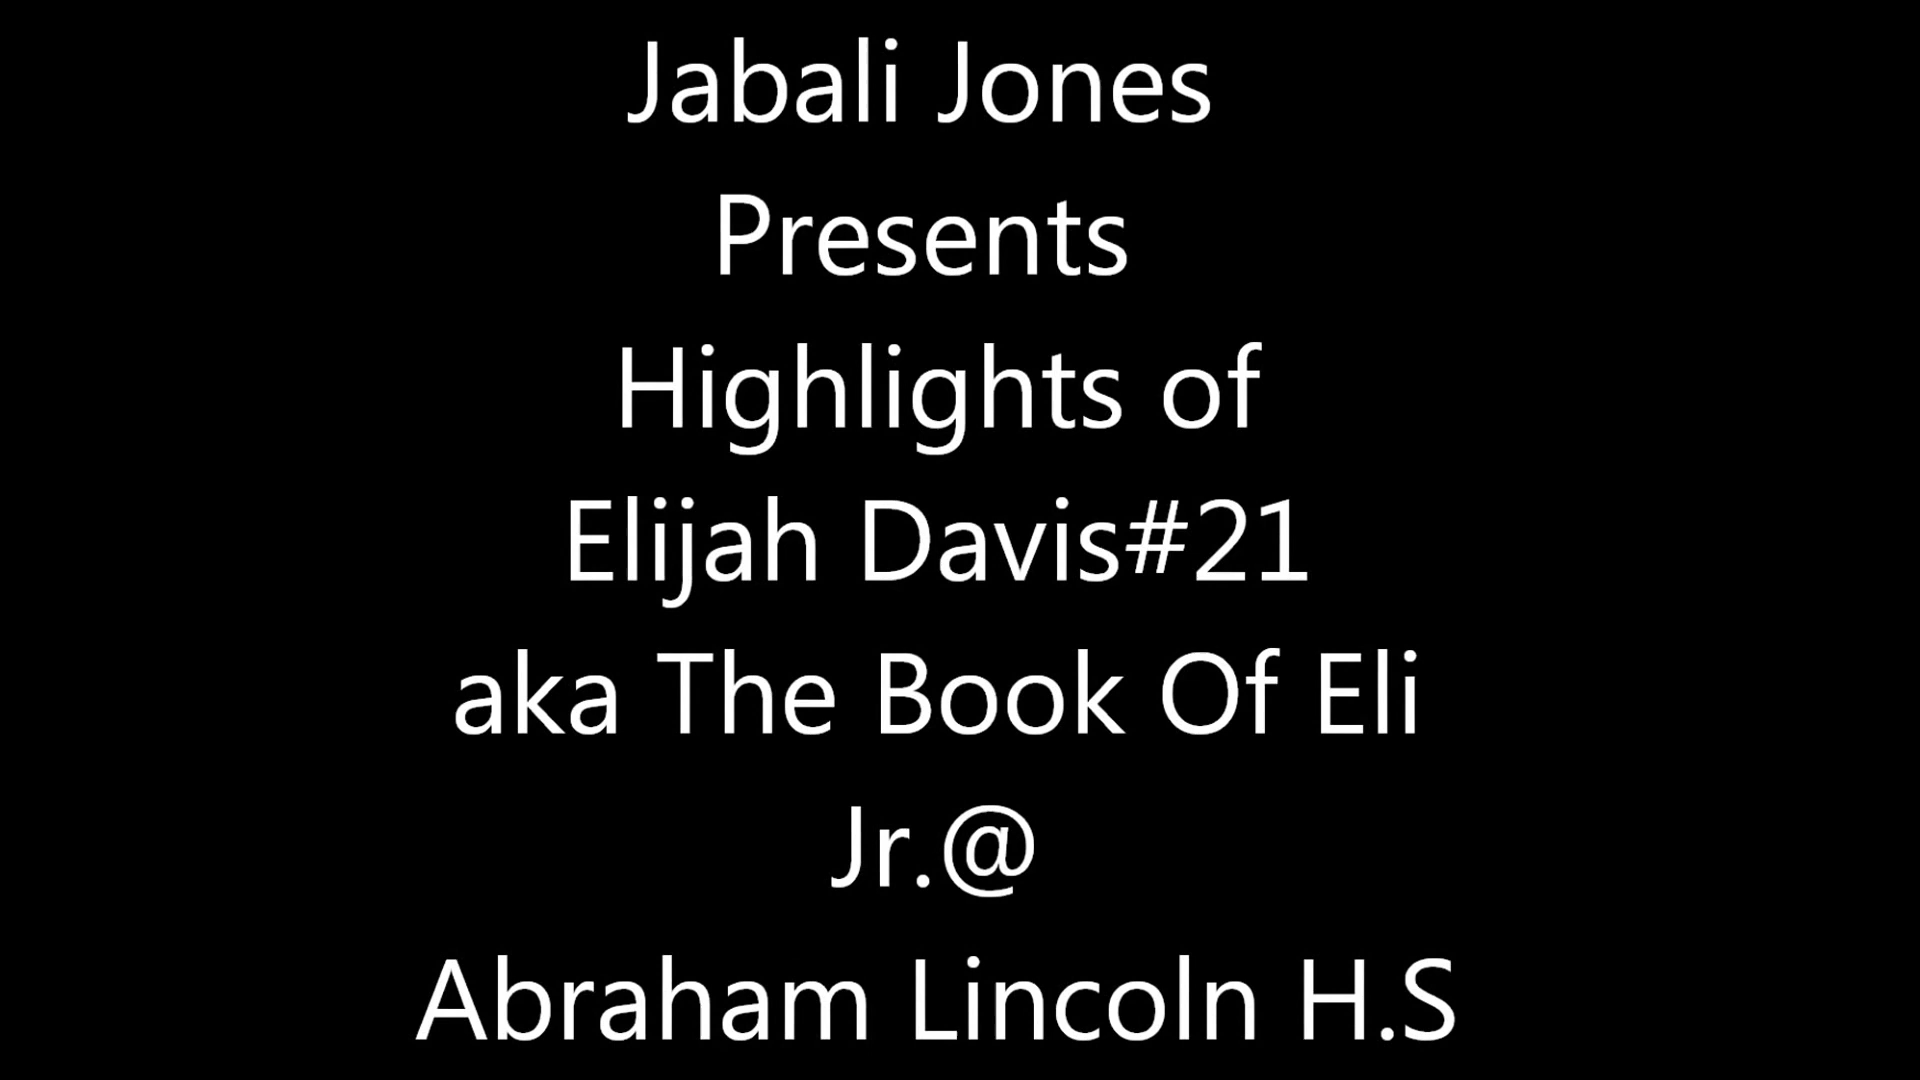 Jabali Jones
Presents
Highlights of
Elijah Davis#21
aka The Book Of Eli
Jr.@
Abraham Lincoln H.S